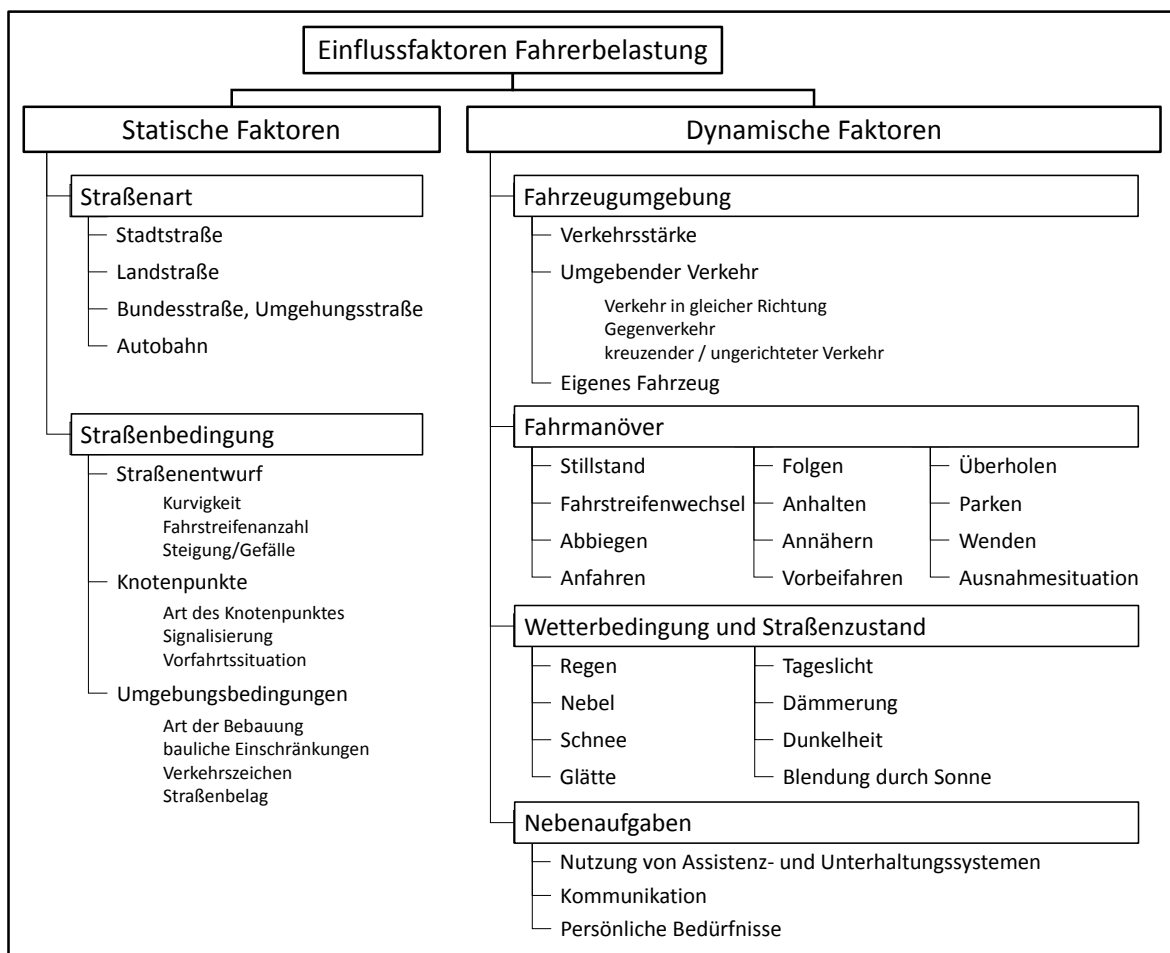 Einflussfaktoren Fahrerbelastung
Statische Faktoren
Straßenart
Stadtstraße
Landstraße
Bundesstraße, Umgehungsstraße
Autobahn
Straßenbedingung
Straßenentwurf
Kurvigkeit
Fahrstreifenanzahl
Steigung/Gefälle
Knotenpunkte
Art des Knotenpunktes
Signalisierung
Vorfahrtssituation
Umgebungsbedingungen
Art der Bebauung
bauliche Einschränkungen
Verkehrszeichen
Straßenbelag
Dynamische Faktoren
Fahrzeugumgebung
Verkehrsstärke
Umgebender Verkehr
Verkehr in gleicher Richtung
Gegenverkehr
kreuzender / ungerichteter Verkehr
Eigenes Fahrzeug
Fahrmanöver
Stillstand
Fahrstreifenwechsel
Abbiegen
Anfahren
Folgen
Anhalten
Annähern
Vorbeifahren
Überholen
Parken
Wenden
Ausnahmesituation
Wetterbedingung und Straßenzustand
Regen
Nebel
Schnee
Glätte
Tageslicht
Dämmerung
Dunkelheit
Blendung durch Sonne
Nebenaufgaben
Nutzung von Assistenz- und Unterhaltungssystemen
Kommunikation
Persönliche Bedürfnisse